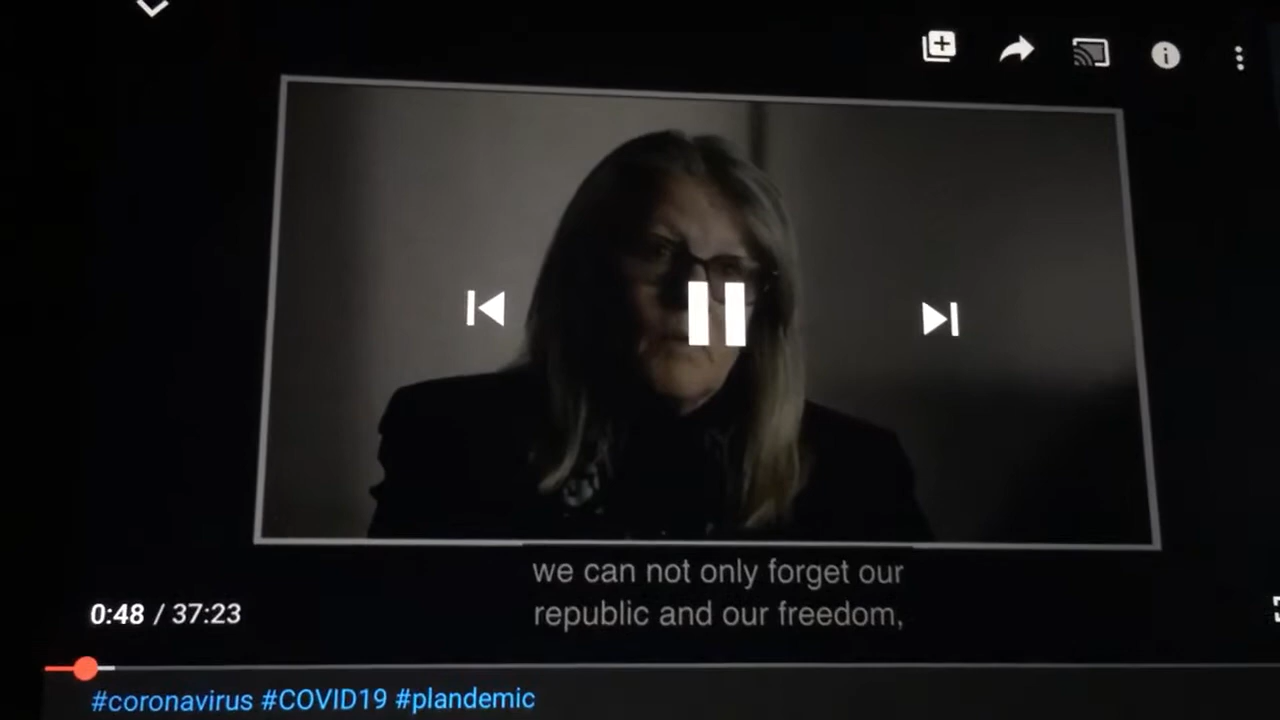 we can not only forget our
republic and our freedom,
0:48 / 37:23
#coronavirus #COVID19 #plandemic